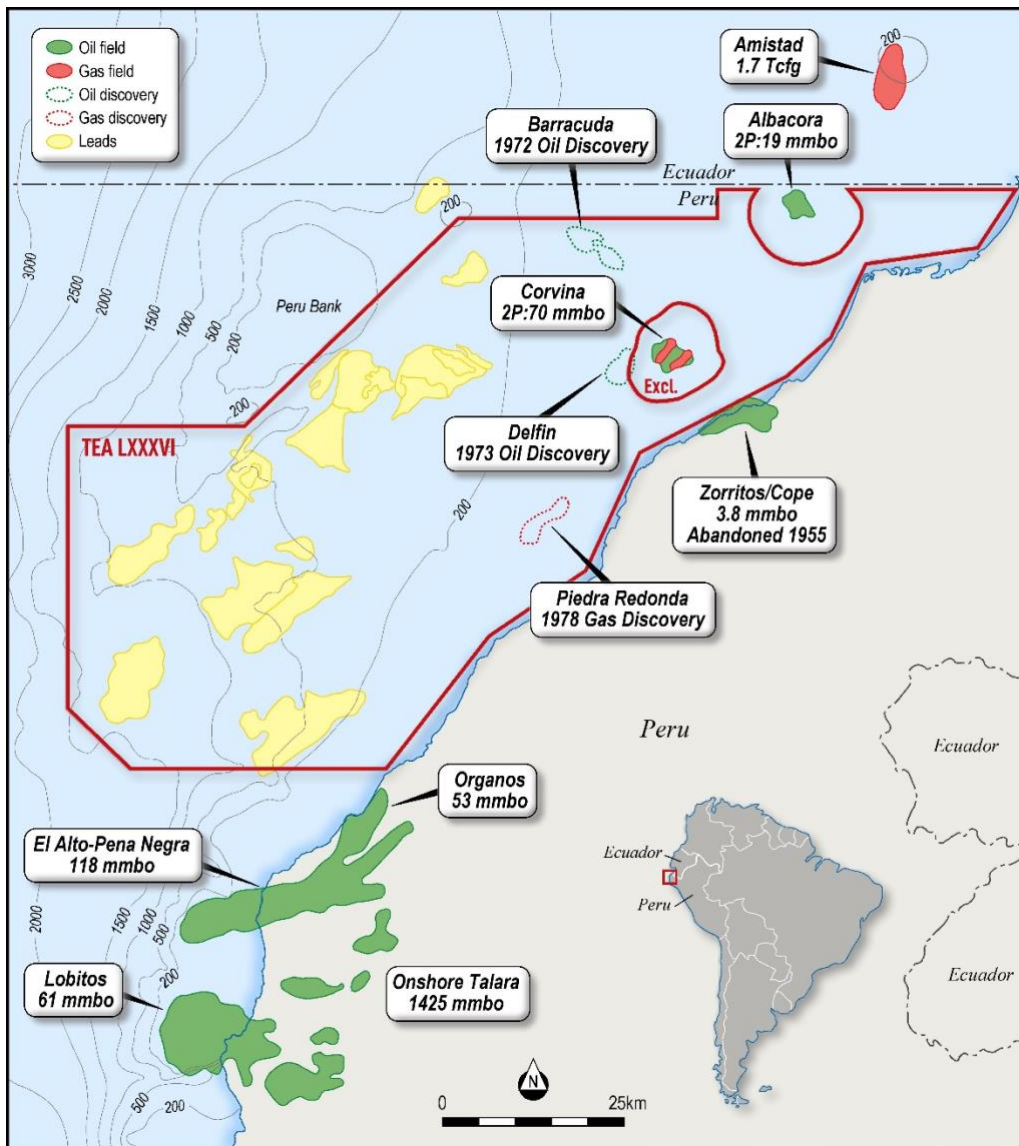 Oil field
Gas field
Oil discovery
Gas discovery
Leads
200
Amistad
1.7 Tcfg
Barracuda
1972 Oil Discovery
Albacora
2P:19 mmbo
Ecuador
Peru
200
3000
2500
2000
1500
1000
500
200
Peru Bank
Corvina
2P:70 mmbo
Excl.
200
TEA LXXXVI
Delfin
1973 Oil Discovery
200
Zorritos/Cope
3.8 mmbo
Abandoned 1955
Piedra Redonda
1978 Gas Discovery
Peru
Ecuador
Organos
53 mmbo
El Alto-Pena Negra
118 mmbo
Ecuador
Peru
2000
1500
1000
500
200
Lobitos
61 mmbo
Onshore Talara
1425 mmbo
Ecuador
500
200
N
0
25km